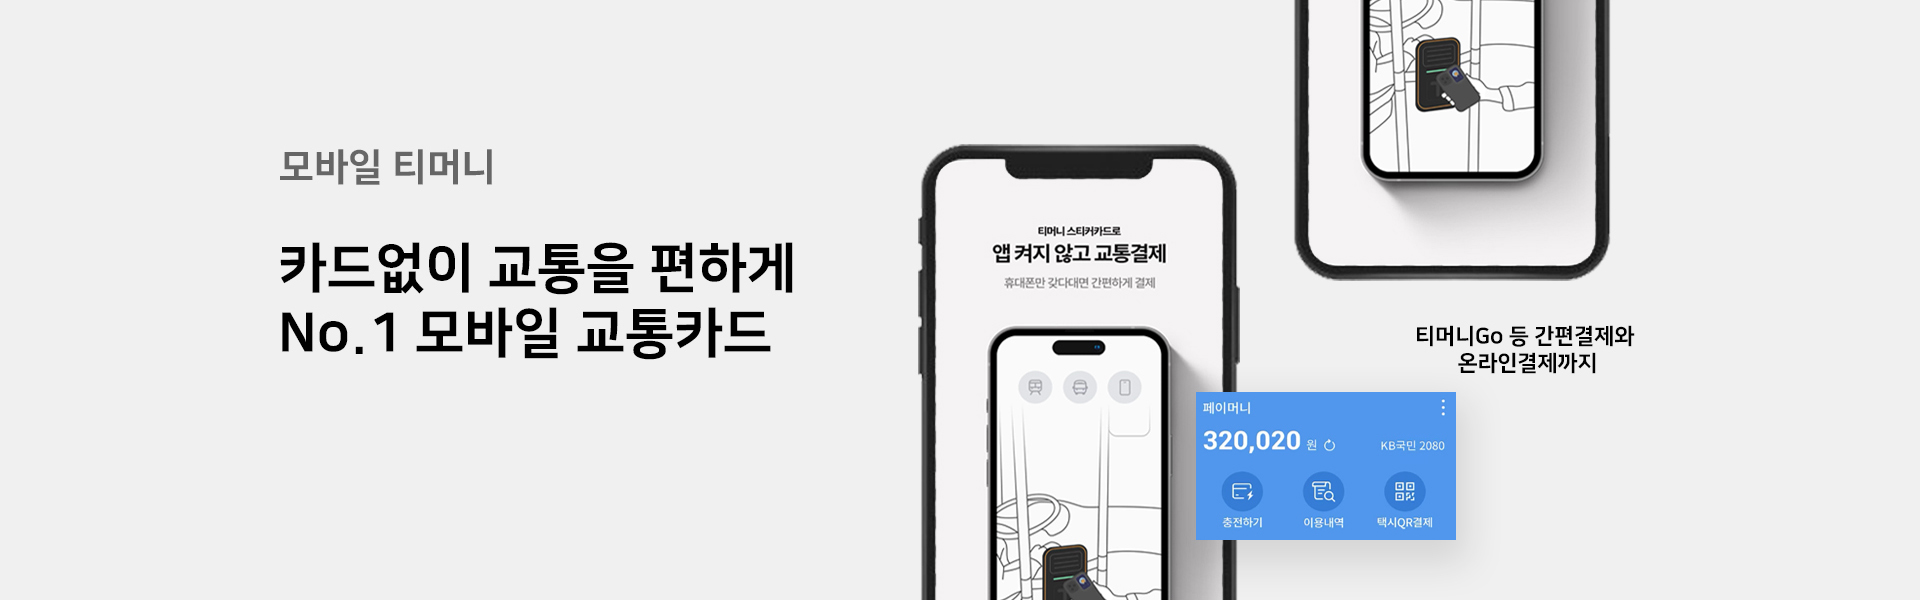 모바일 티머니
카드없이 교통을 편하게
No.1 모바일 교통카드
티머니 스티커카드로
앱 켜지 않고 교통결제
휴대폰만 갖다대면 간편하게 결제
티머니Go 등 간편결제와
온라인결제까지
페이머니
320,020 원
KB국민 2080
충전하기
이용내역
택시QR결제